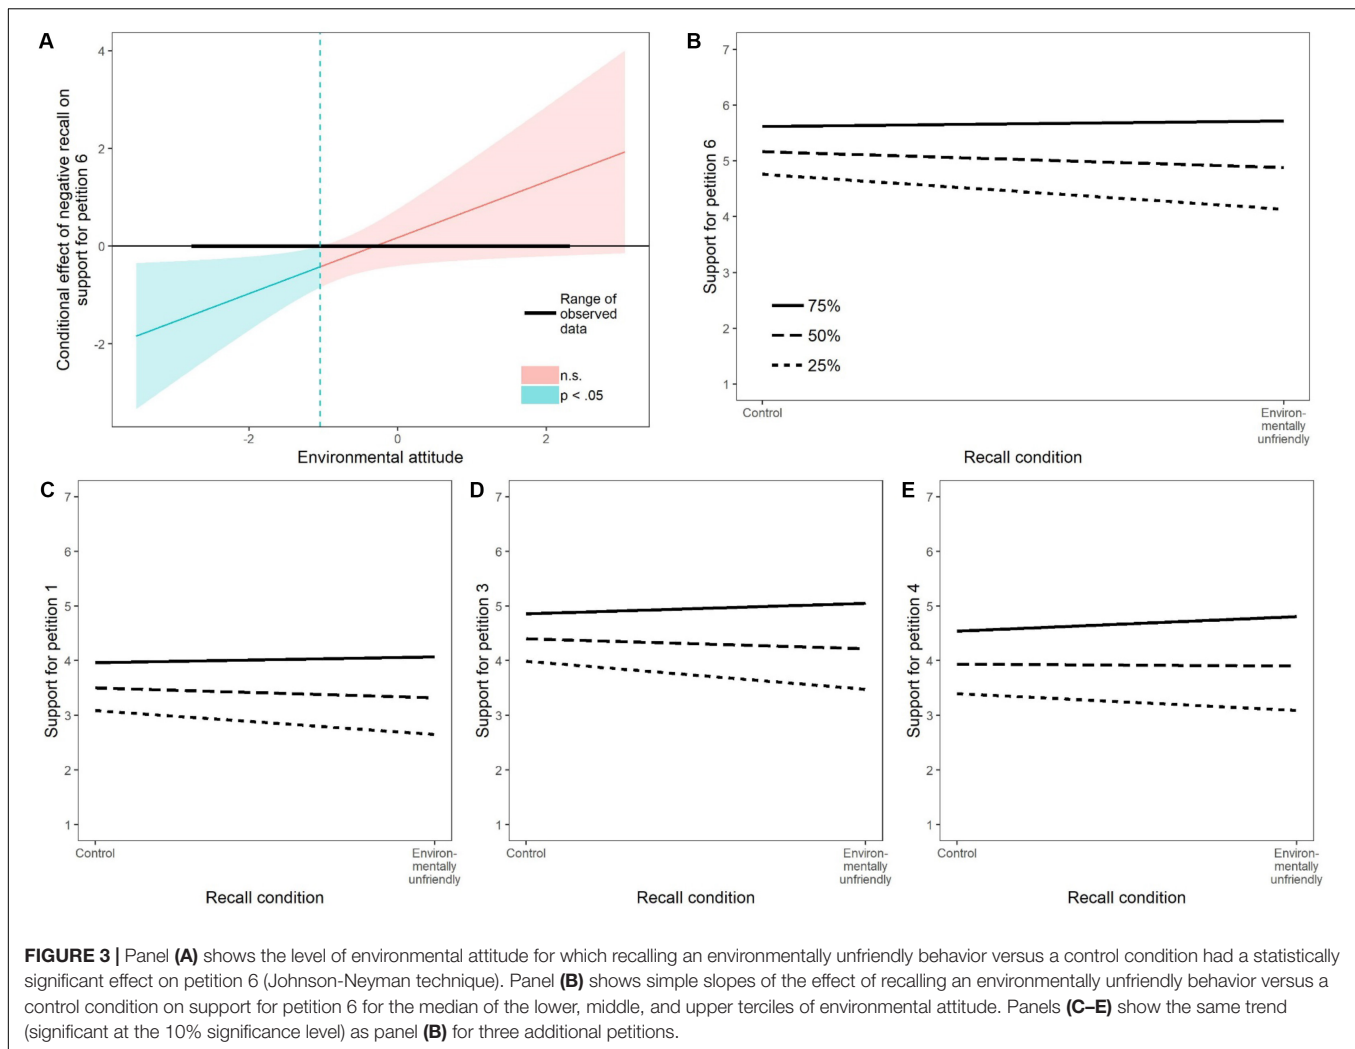 A
Conditional effect of negative recall on
support for petition 6
4
2
0
-2
-2
0
2
Environmental attitude
Range of
observed
data
n.s.
p < .05
B
Support for petition 6
7
6
5
4
3
2
1
75%
50%
25%
Control
Environ-
mentally
unfriendly
Recall condition
C
Support for petition 1
7
6
5
4
3
2
1
Control
Environ-
mentally
unfriendly
Recall condition
D
Support for petition 3
7
6
5
4
3
2
1
Control
Environ-
mentally
unfriendly
Recall condition
E
Support for petition 4
7
6
5
4
3
2
1
Control
Environ-
mentally
unfriendly
Recall condition
FIGURE 3 | Panel (A) shows the level of environmental attitude for which recalling an environmentally unfriendly behavior versus a control condition had a statistically
significant effect on petition 6 (Johnson-Neyman technique). Panel (B) shows simple slopes of the effect of recalling an environmentally unfriendly behavior versus a
control condition on support for petition 6 for the median of the lower, middle, and upper terciles of environmental attitude. Panels (C–E) show the same trend
(significant at the 10% significance level) as panel (B) for three additional petitions.